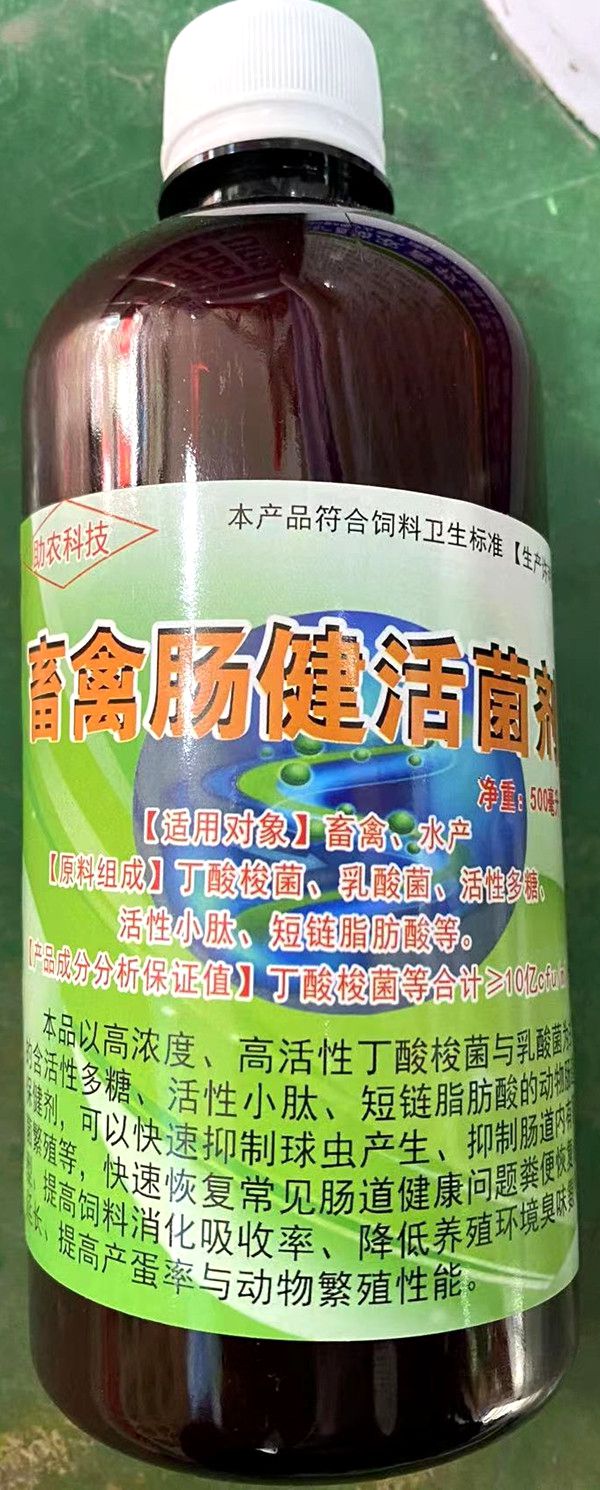 助农科技
本产品符合饲料卫生标准【生产许
畜禽肠健活菌剂
净重：500毫升
【适用对象】畜禽、水产
【原料组成】丁酸梭菌、乳酸菌、活性多糖、
活性小肽、短链脂肪酸等。
【产品成分分析保证值】丁酸梭菌等合计≥10亿cfu/m
本品以高浓度、高活性丁酸梭菌与乳酸菌为
的含活性多糖、活性小肽、短链脂肪酸的动物
保健剂，可以快速抑制球虫产生、抑制肠道内有
菌繁殖等，快速恢复常见肠道健康问题粪便恢
，提高饲料消化吸收率、降低养殖环境臭味
延长、提高产蛋率与动物繁殖性能。